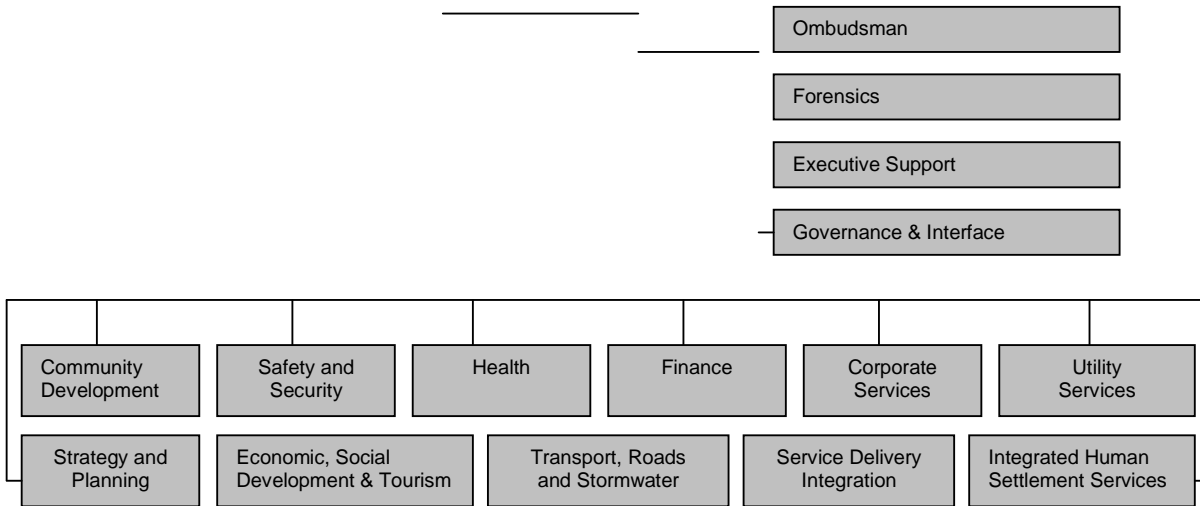 Ombudsman
Forensics
Executive Support
Governance & Interface
Community
Development
Safety and
Security
Health
Finance
Corporate
Services
Utility
Services
Strategy and
Planning
Economic, Social
Development & Tourism
Transport, Roads
and Stormwater
Service Delivery
Integration
Integrated Human
Settlement Services